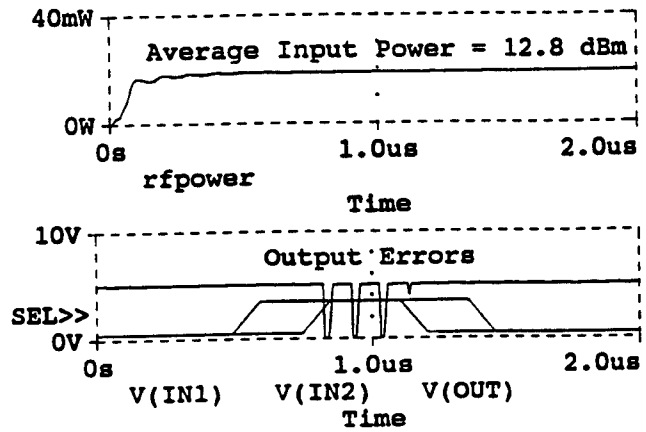 40mW
Average Input Power = 12.8 dBm
0W
0s 1.0us 2.0us
rfpower
Time
10V
Output Errors
SEL>>
0V
0s 1.0us 2.0us
V(IN1) V(IN2) V(OUT)
Time